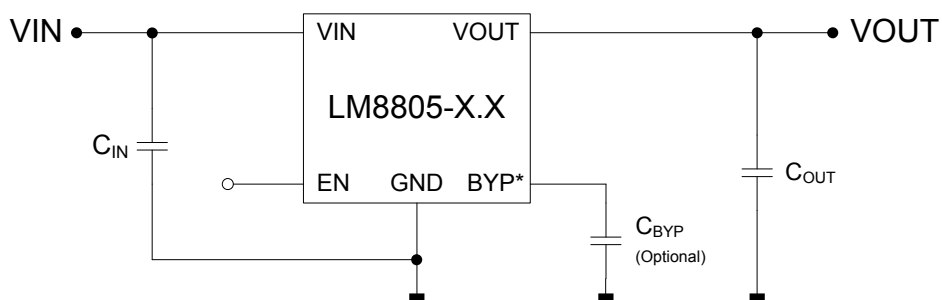 VIN
VIN
VOUT
VOUT
LM8805-X.X
C_IN
EN
GND
BYP*
C_OUT
C_BYP
(Optional)